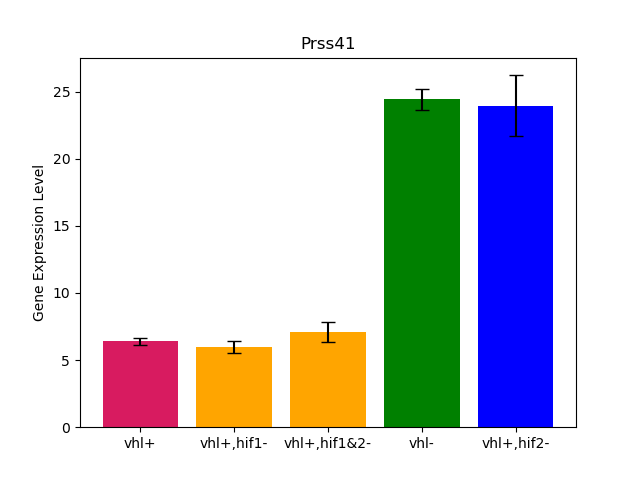 Prss41
Gene Expression Level
25
20
15
10
5
0
vhl+ vhl+,hif1- vhl+,hif1&2- vhl- vhl+,hif2-